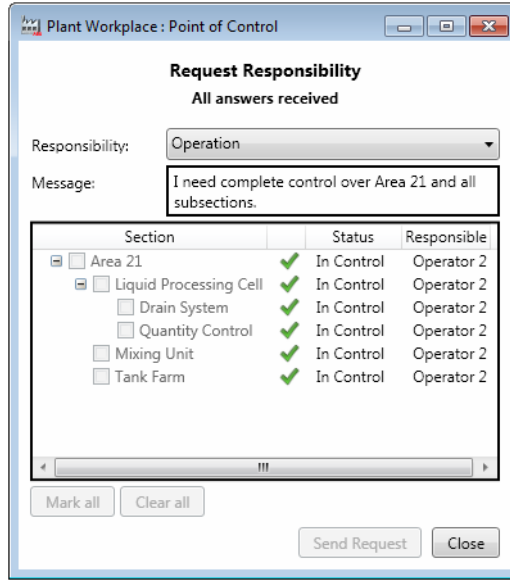 Plant Workplace : Point of Control
Request Responsibility
All answers received
Responsibility: Operation
Message: I need complete control over Area 21 and all
subsections.
Section Status Responsible
Area 21 In Control Operator 2
Liquid Processing Cell In Control Operator 2
Drain System In Control Operator 2
Quantity Control In Control Operator 2
Mixing Unit In Control Operator 2
Tank Farm In Control Operator 2
Mark all Clear all
Send Request Close